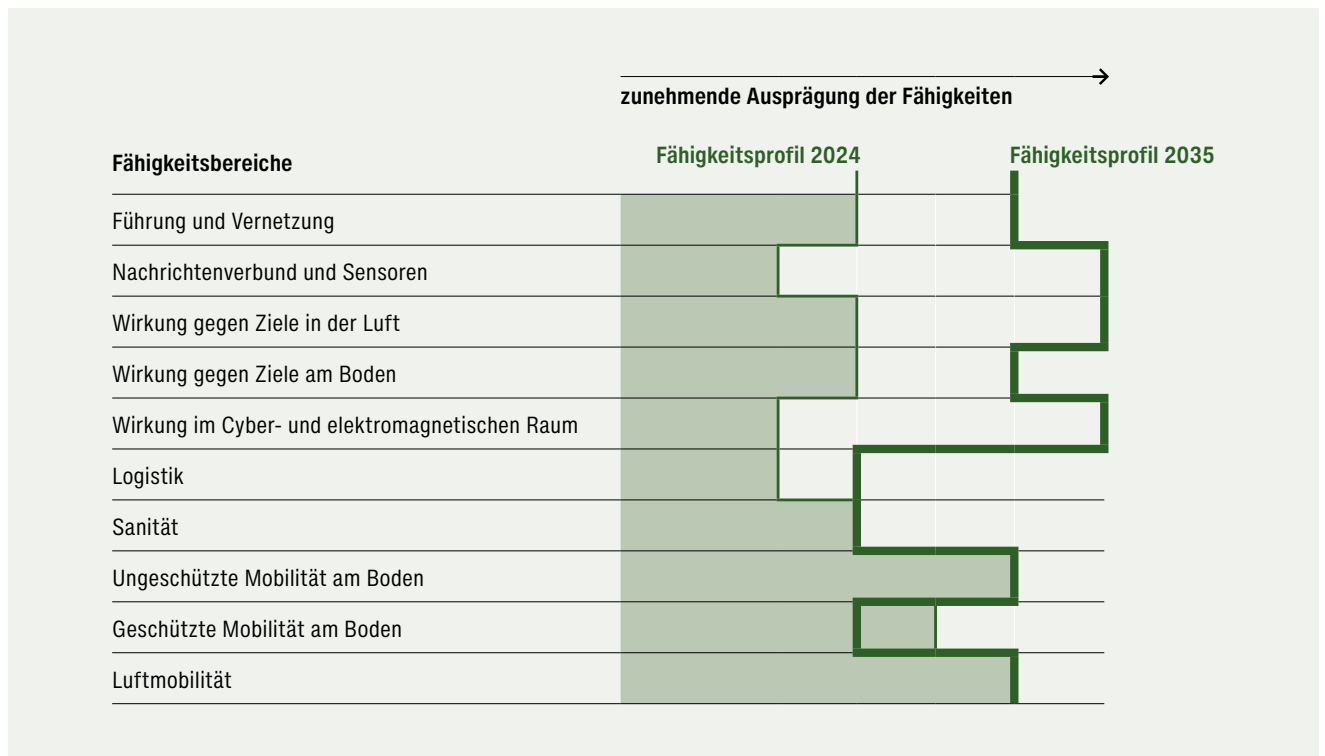 zunehmende Ausprägung der Fähigkeiten
Fähigkeitsbereiche
Fähigkeitsprofil 2024
Fähigkeitsprofil 2035
Führung und Vernetzung
Nachrichtenverbund und Sensoren
Wirkung gegen Ziele in der Luft
Wirkung gegen Ziele am Boden
Wirkung im Cyber- und elektromagnetischen Raum
Logistik
Sanität
Ungeschützte Mobilität am Boden
Geschützte Mobilität am Boden
Luftmobilität